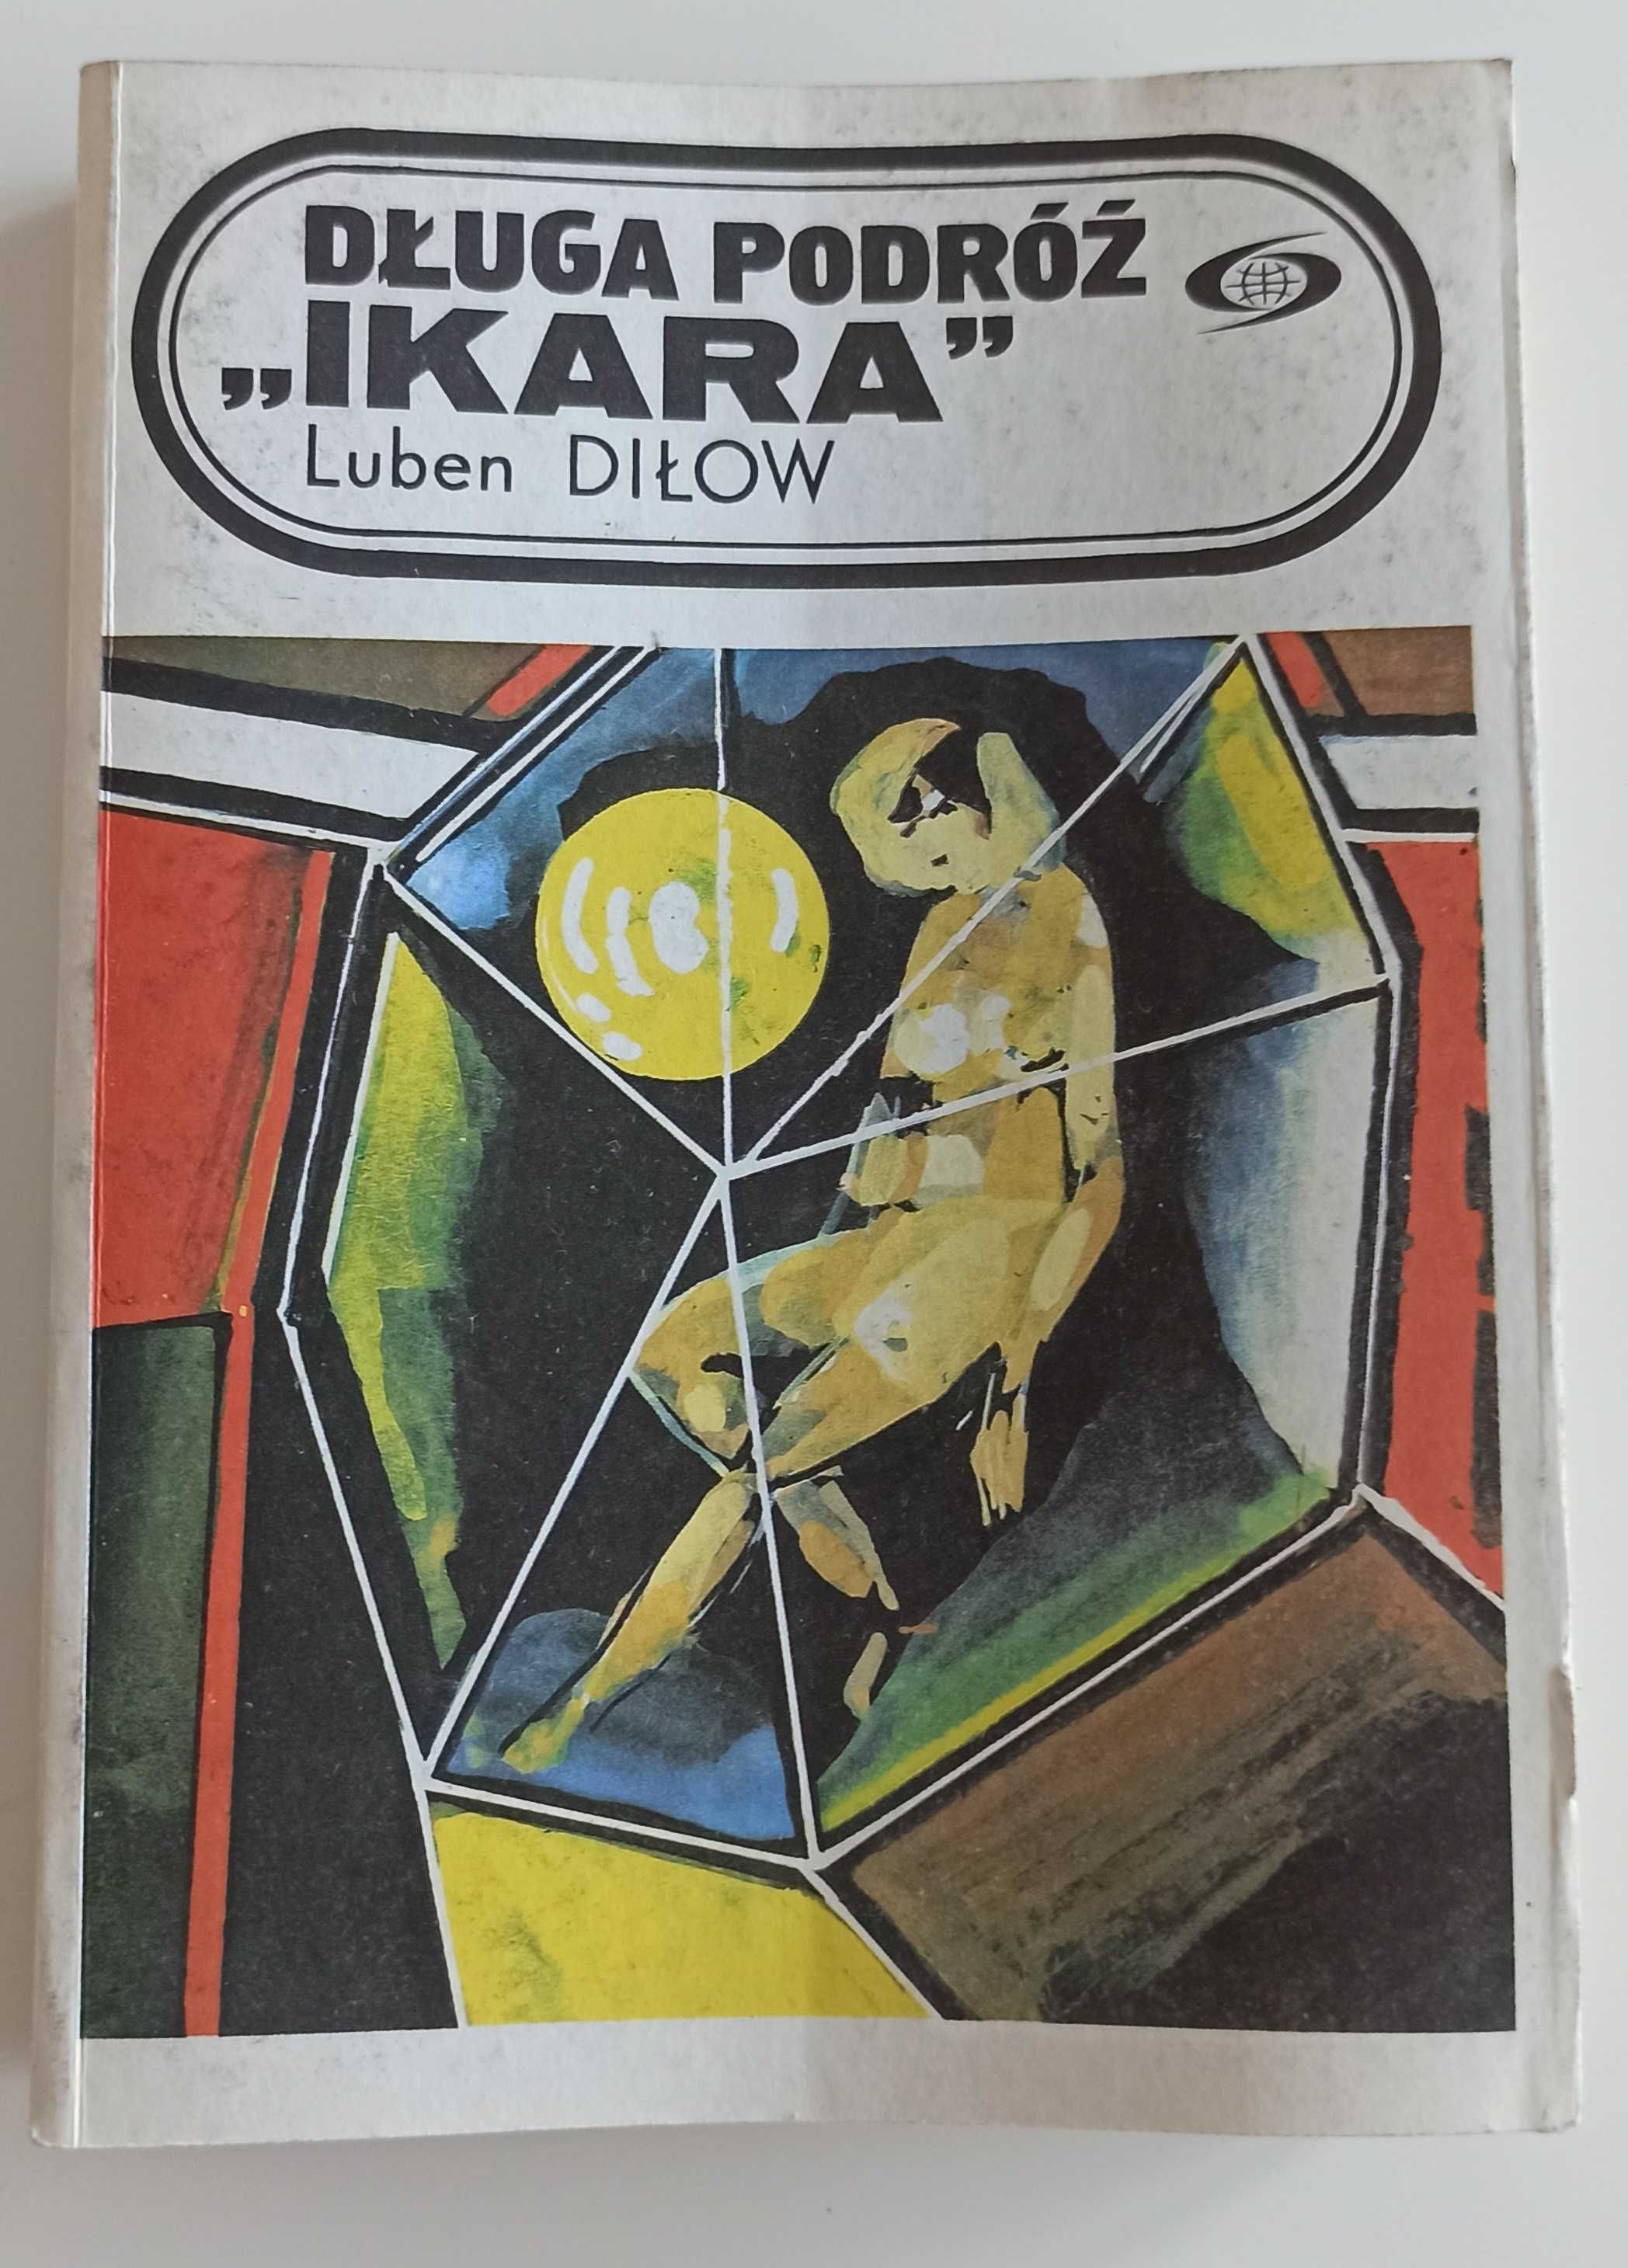 DŁUGA PODRÓŻ
„IKARA”
Luben DIŁOW